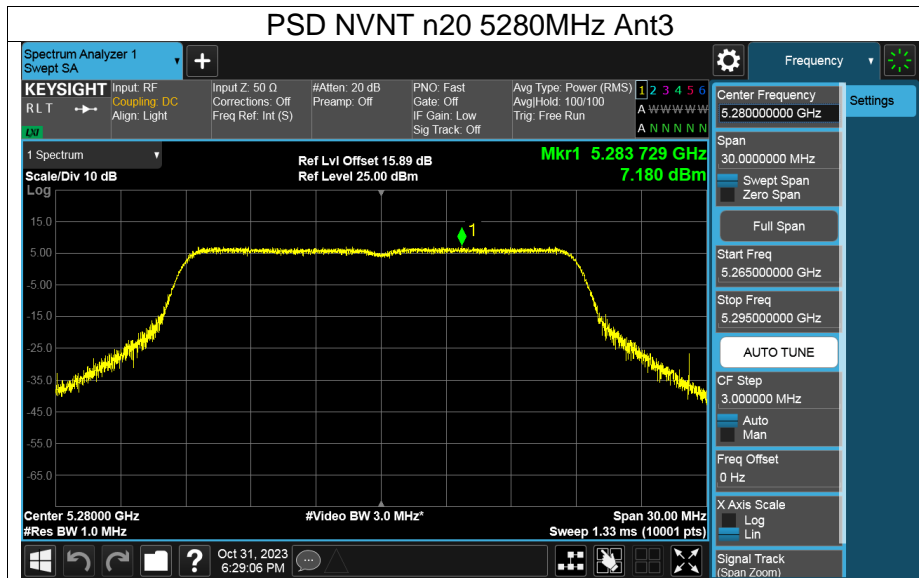 PSD NVNT n20 5280MHz Ant3
Spectrum Analyzer 1
Swept SA
Frequency
KEYSIGHT
R L T
LXI
Input: RF
Coupling: DC
Align: Light
Input Z: 50 Ω
Corrections: Off
Freq Ref: Int (S)
#Atten: 20 dB
Preamp: Off
PNO: Fast
Gate: Off
IF Gain: Low
Sig Track: Off
Avg Type: Power (RMS)
Avg|Hold: 100/100
Trig: Free Run
1 2 3 4 5 6
A W W W W W
A N N N N N
1 Spectrum
Scale/Div 10 dB
Log
Ref Lvl Offset 15.89 dB
Ref Level 25.00 dBm
Mkr1 5.283 729 GHz
7.180 dBm
15.0
5.00
-5.00
-15.0
-25.0
-35.0
-45.0
-55.0
-65.0
1
Center 5.28000 GHz
#Video BW 3.0 MHz*
Span 30.00 MHz
#Res BW 1.0 MHz
Sweep 1.33 ms (10001 pts)
Oct 31, 2023
6:29:06 PM
Center Frequency
5.280000000 GHz
Settings
Span
30.0000000 MHz
Swept Span
Zero Span
Full Span
Start Freq
5.265000000 GHz
Stop Freq
5.295000000 GHz
AUTO TUNE
CF Step
3.000000 MHz
Auto
Man
Freq Offset
0 Hz
X Axis Scale
Log
Lin
Signal Track
(Span Zoom)